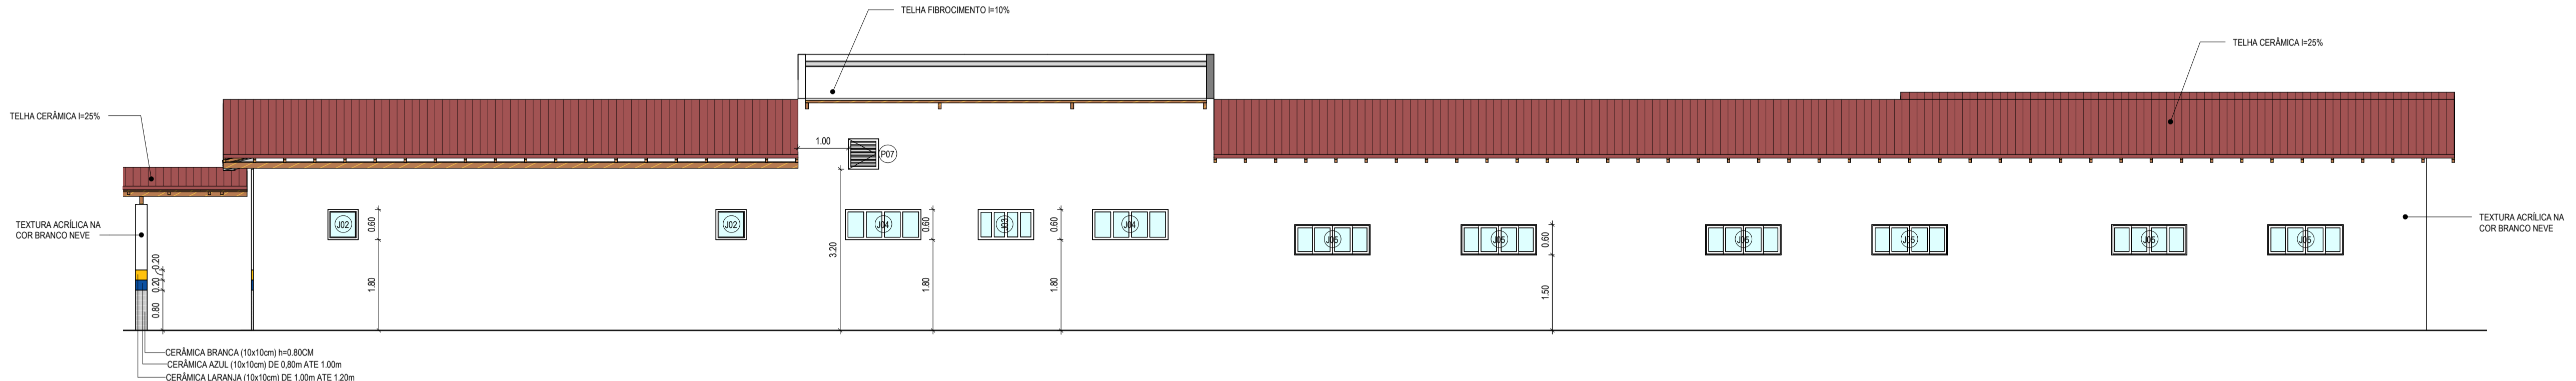 TELHA FIBROCIMENTO I=10%
TELHA CERÂMICA I=25%
TELHA CERÂMICA I=25%
1.00
P07
TEXTURA ACRÍLICA NA
COR BRANCO NEVE
TEXTURA ACRÍLICA NA
COR BRANCO NEVE
J02
0.60
J02
J04
0.60
J03
0.60
J04
J05
J05
0.60
J05
J05
J05
J05
0.20
0.20
0.80
1.80
3.20
1.80
1.80
1.50
CERÂMICA BRANCA (10x10cm) h=0.80CM
CERÂMICA AZUL (10x10cm) DE 0,80m ATE 1.00m
CERÂMICA LARANJA (10x10cm) DE 1.00m ATE 1.20m